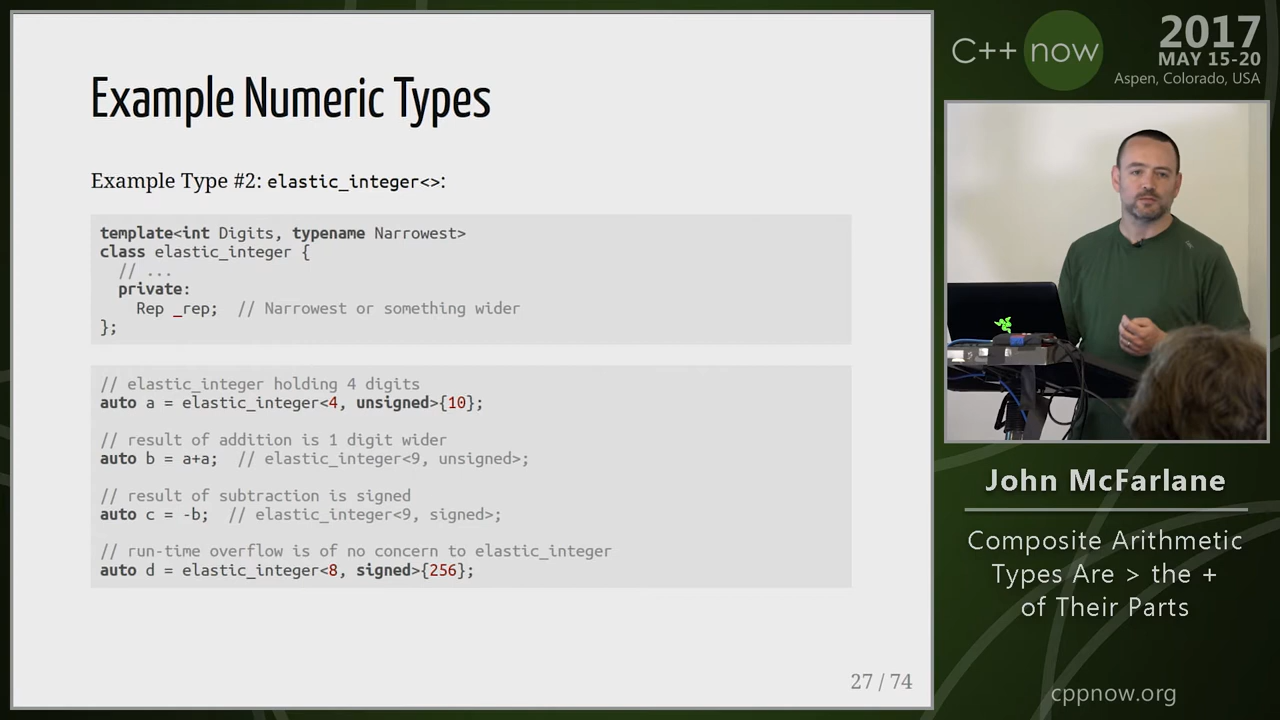 Example Numeric Types
Example Type #2: elastic_integer<>:
template<int Digits, typename Narrowest>
class elastic_integer {
// ...
private:
Rep _rep;  // Narrowest or something wider
};
// elastic_integer holding 4 digits
auto a = elastic_integer<4, unsigned>{10};
// result of addition is 1 digit wider
auto b = a+a;  // elastic_integer<9, unsigned>;
// result of subtraction is signed
auto c = -b;  // elastic_integer<9, signed>;
// run-time overflow is of no concern to elastic_integer
auto d = elastic_integer<8, signed>{256};
27 / 74
C++ now
2017
MAY 15-20
Aspen, Colorado, USA
John McFarlane
Composite Arithmetic
Types Are > the +
of Their Parts
cppnow.org